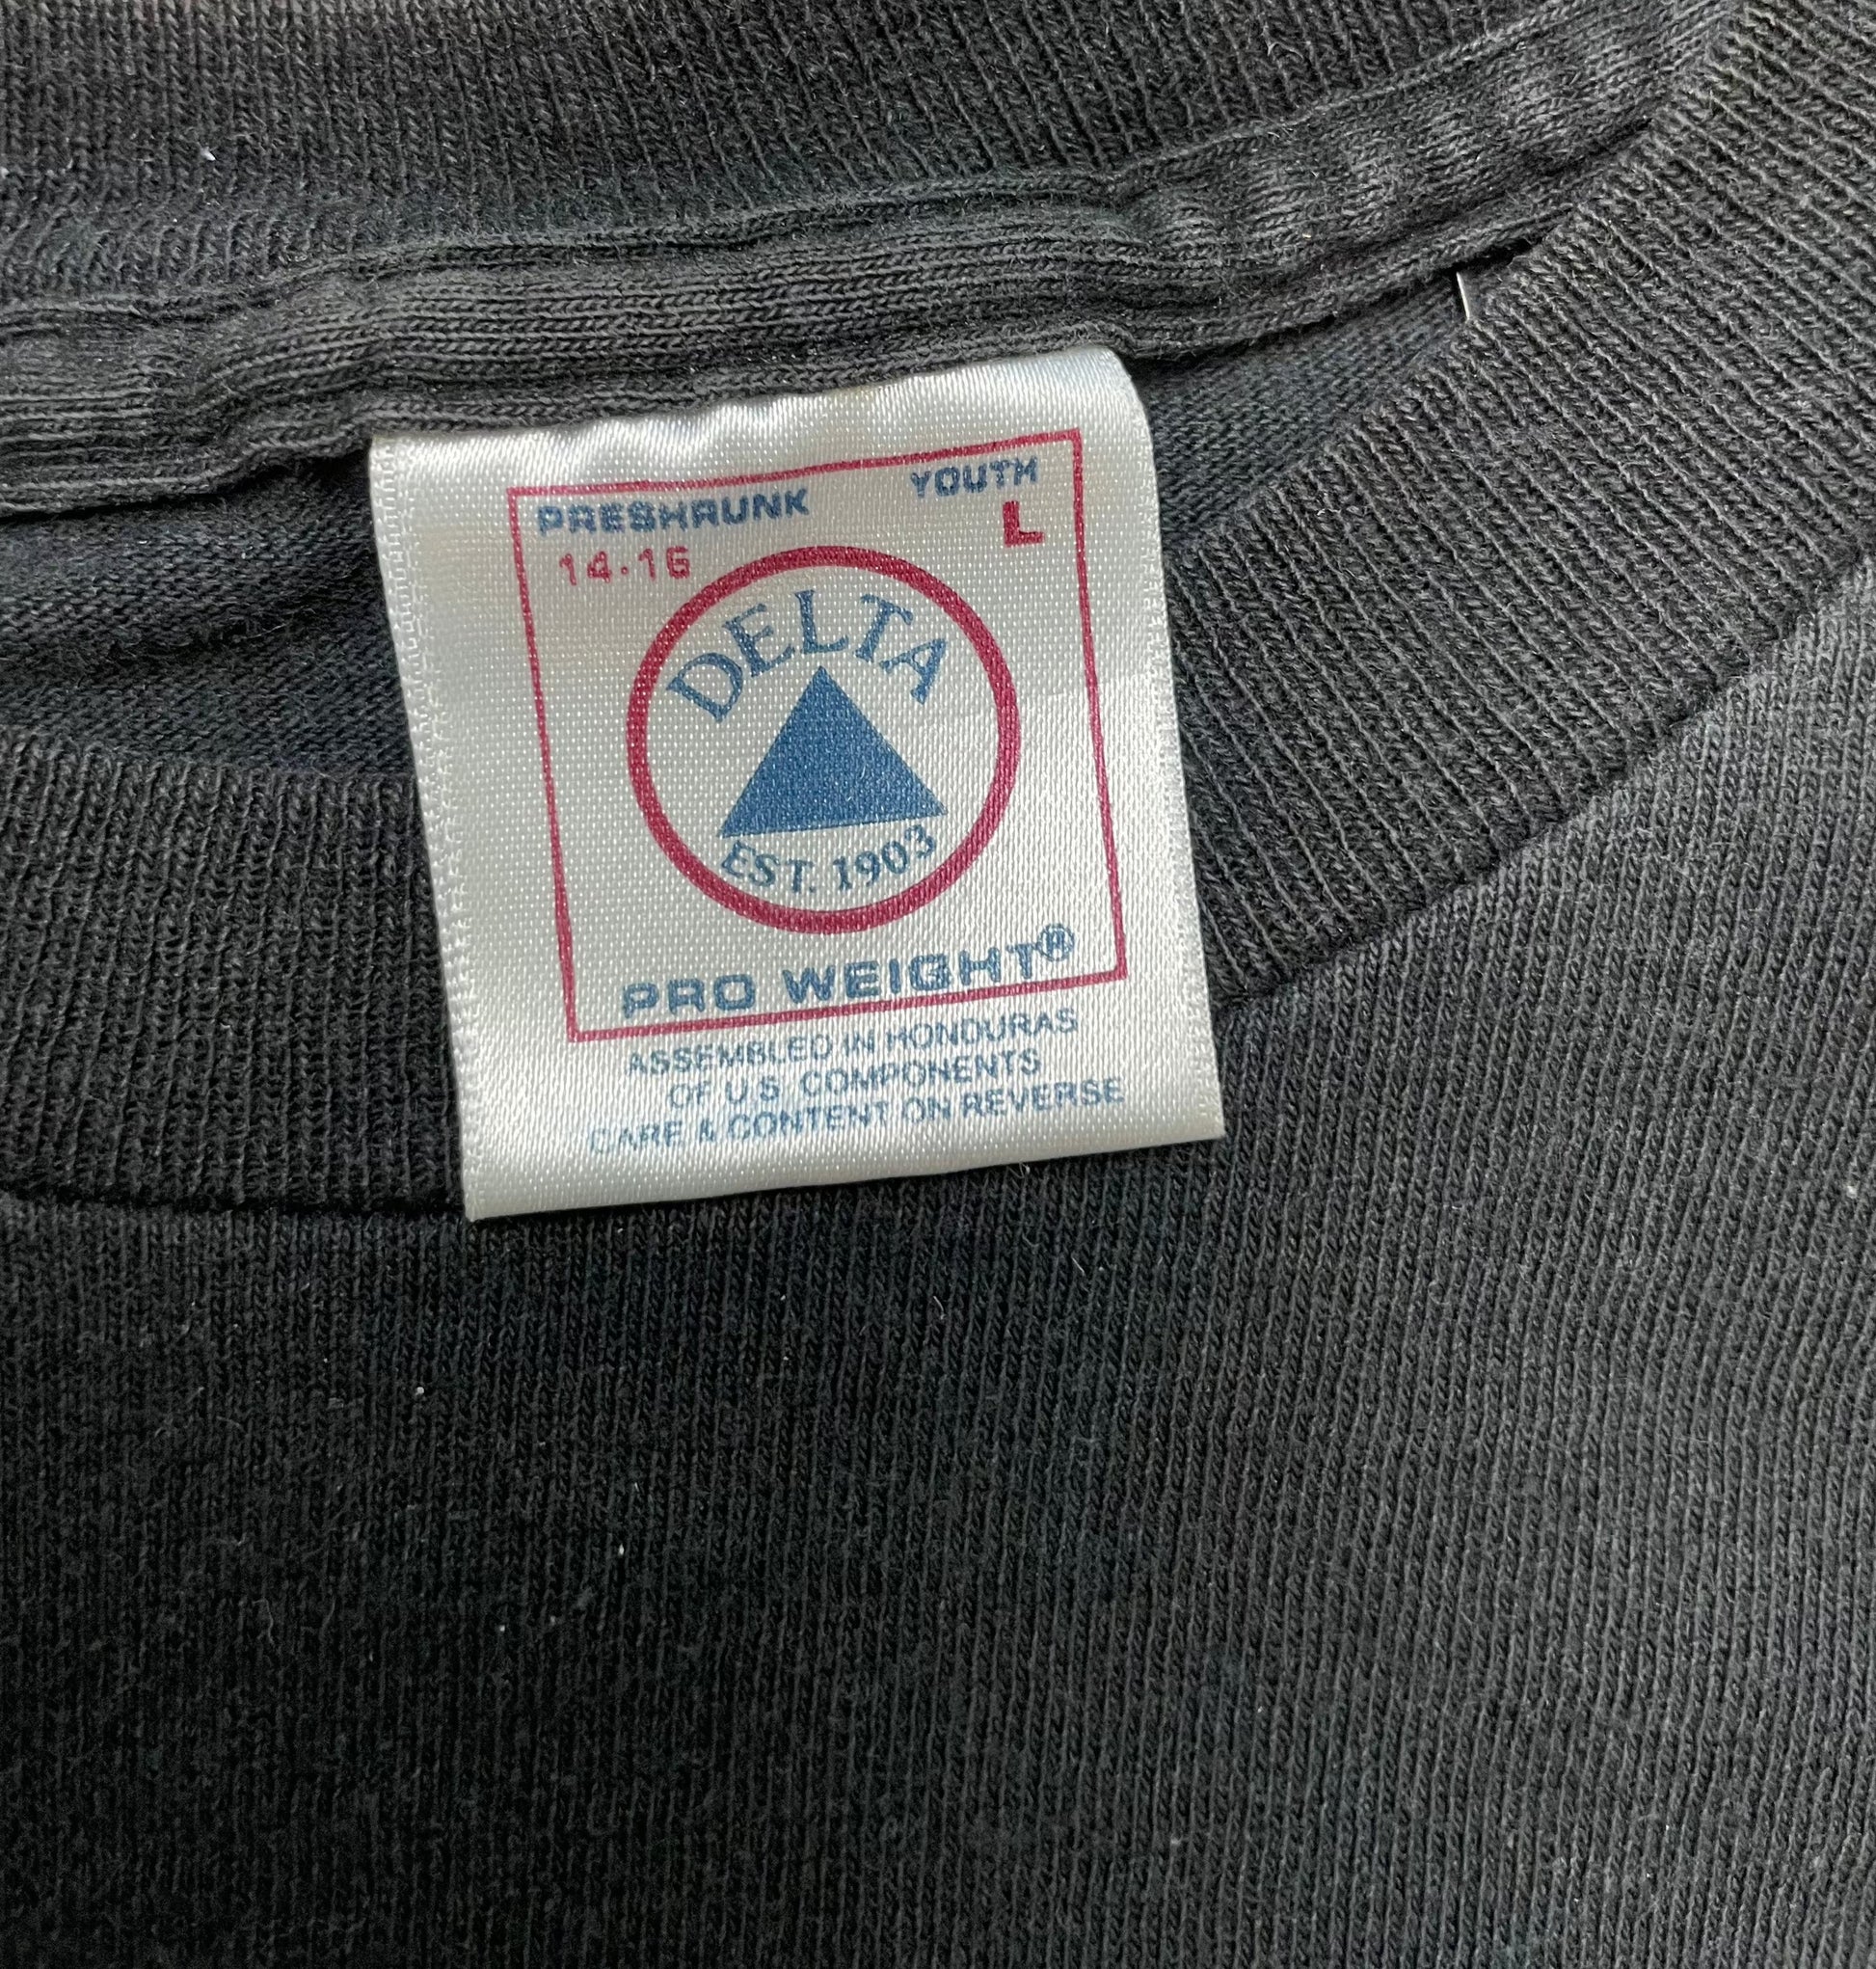 PRESHRUNK YOUTH
14-16 L
DELTA
EST. 1903
PRO WEIGHT®
ASSEMBLED IN HONDURAS
OF U.S. COMPONENTS
CARE & CONTENT ON REVERSE